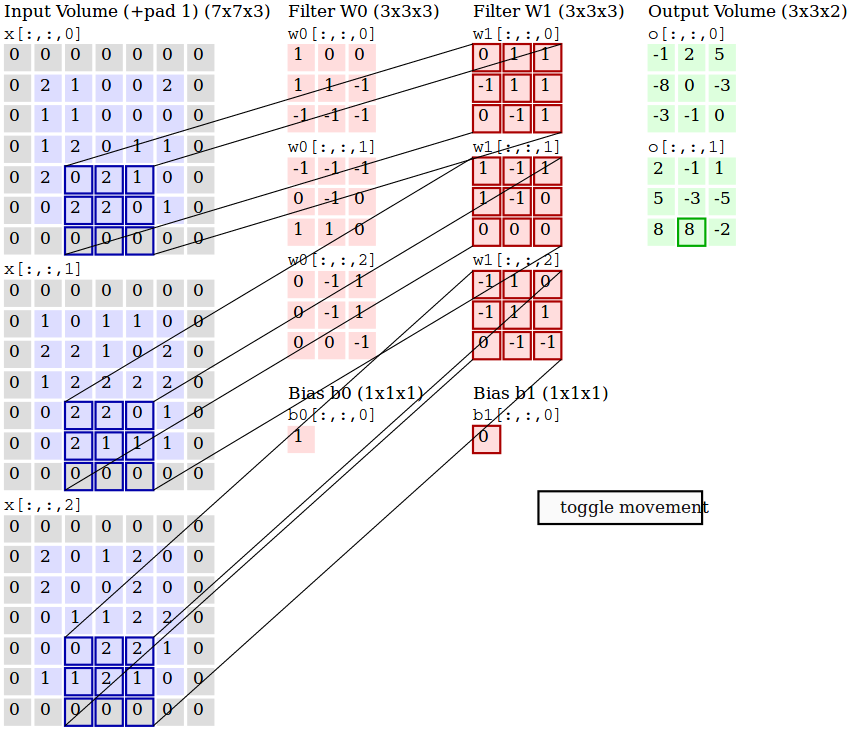 Input Volume (+pad 1) (7x7x3)
x[:,:,0]
0 0 0 0 0 0 0
0 2 1 0 0 2 0
0 1 1 0 0 0 0
0 1 2 0 1 1 0
0 2 0 2 1 0 0
0 0 2 2 0 1 0
0 0 0 0 0 0 0
x[:,:,1]
0 0 0 0 0 0 0
0 1 0 1 1 0 0
0 2 2 1 0 2 0
0 1 2 2 2 2 0
0 0 2 2 0 1 0
0 0 2 1 1 1 0
0 0 0 0 0 0 0
x[:,:,2]
0 0 0 0 0 0 0
0 2 0 1 2 0 0
0 2 0 0 2 0 0
0 0 1 1 2 2 0
0 0 0 2 2 1 0
0 1 1 2 1 0 0
0 0 0 0 0 0 0
Filter W0 (3x3x3)
w0[:,:,0]
1 0 0
1 1 -1
-1 -1 -1
w0[:,:,1]
-1 -1 -1
0 -1 0
1 1 0
w0[:,:,2]
0 -1 1
0 -1 1
0 0 -1
Bias b0 (1x1x1)
b0[:,:,0]
1
Filter W1 (3x3x3)
w1[:,:,0]
0 1 1
-1 1 1
0 -1 1
w1[:,:,1]
1 -1 1
1 -1 0
0 0 0
w1[:,:,2]
-1 1 0
-1 1 1
0 -1 -1
Bias b1 (1x1x1)
b1[:,:,0]
0
Output Volume (3x3x2)
o[:,:,0]
-1 2 5
-8 0 -3
-3 -1 0
o[:,:,1]
2 -1 1
5 -3 -5
8 8 -2
toggle movement